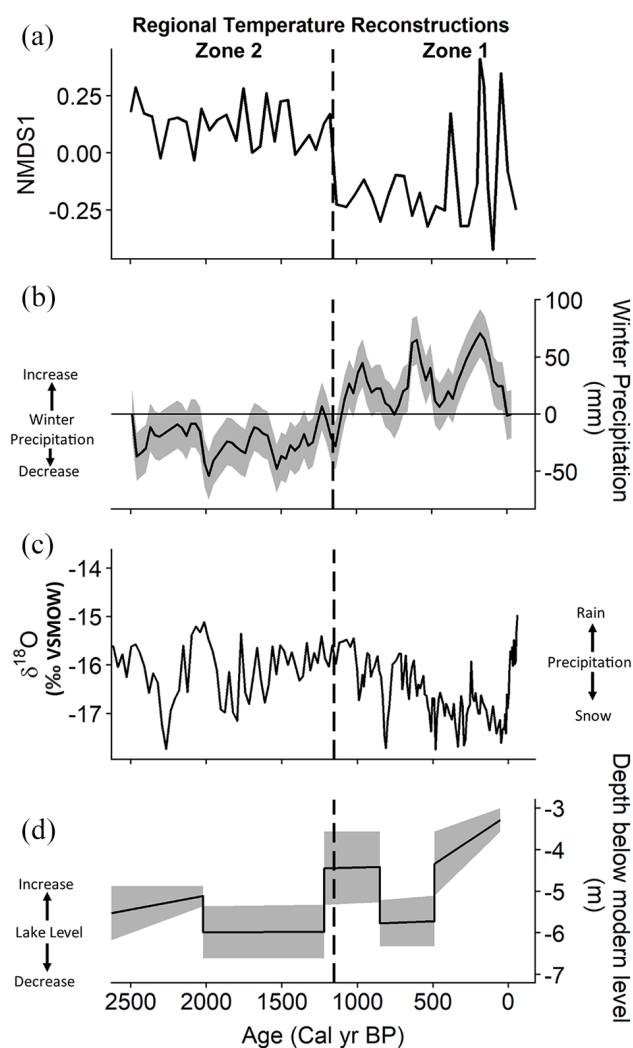 (a)
Regional Temperature Reconstructions
Zone 2 Zone 1
NMDS1
0.25
0.00
-0.25
(b)
Increase
Winter
Precipitation
Decrease
100
50
0
-50
Winter Precipitation
(mm)
(c)
δ18O
(‰ VSMOW)
-14
-15
-16
-17
Rain
Precipitation
Snow
(d)
Increase
Lake Level
Decrease
-3
-4
-5
-6
-7
Depth below modern level
(m)
2500 2000 1500 1000 500 0
Age (Cal yr BP)